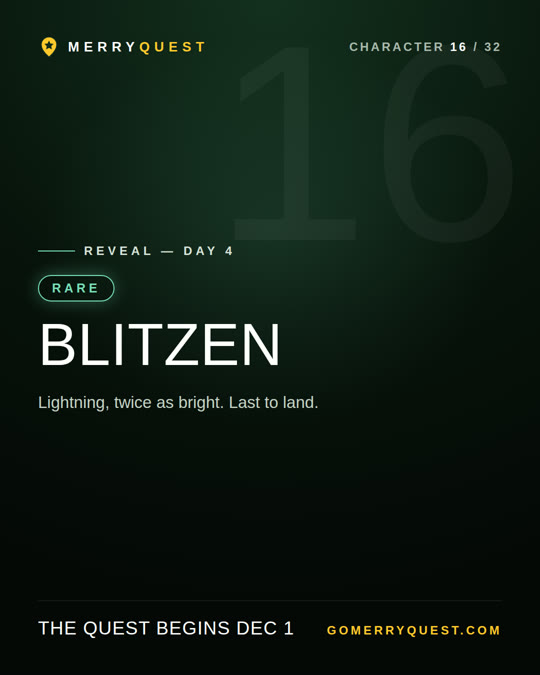 MERRYQUEST
CHARACTER 16 / 32
16
REVEAL — DAY 4
RARE
BLITZEN
Lightning, twice as bright. Last to land.
THE QUEST BEGINS DEC 1
GOMERRYQUEST.COM